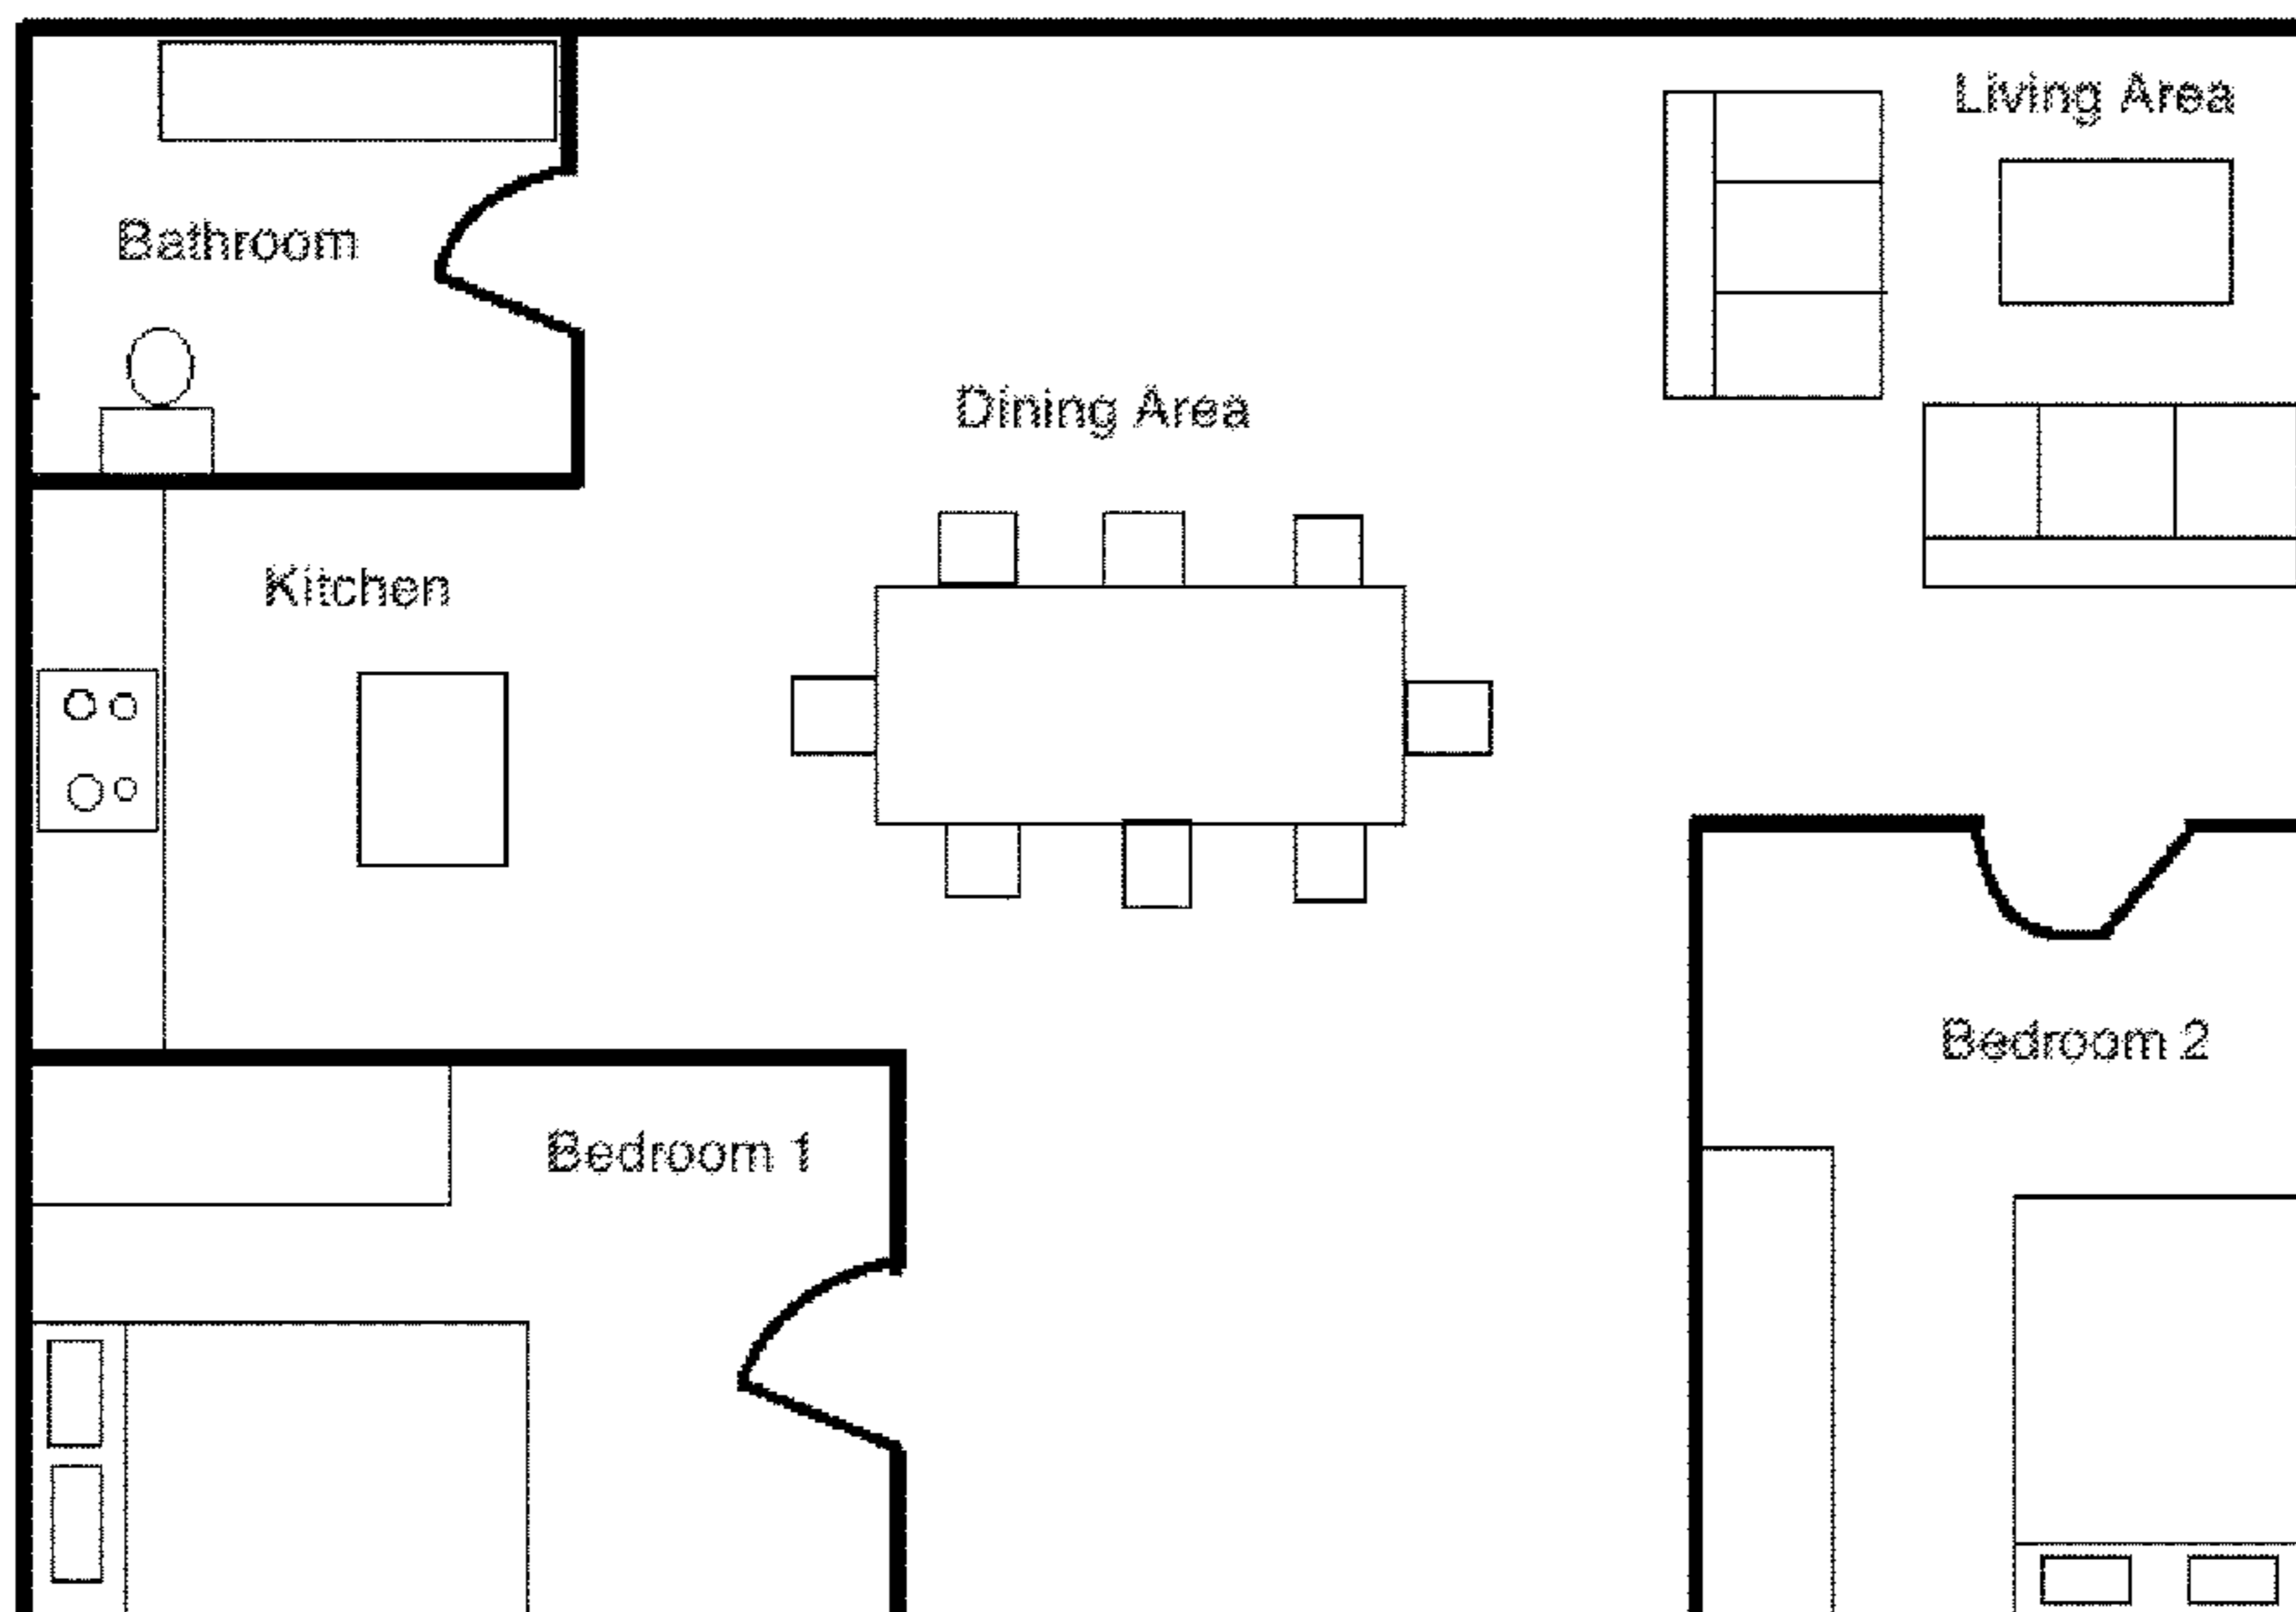 Living Area
Bathroom
Dining Area
Kitchen
Bedroom 2
Bedroom 1